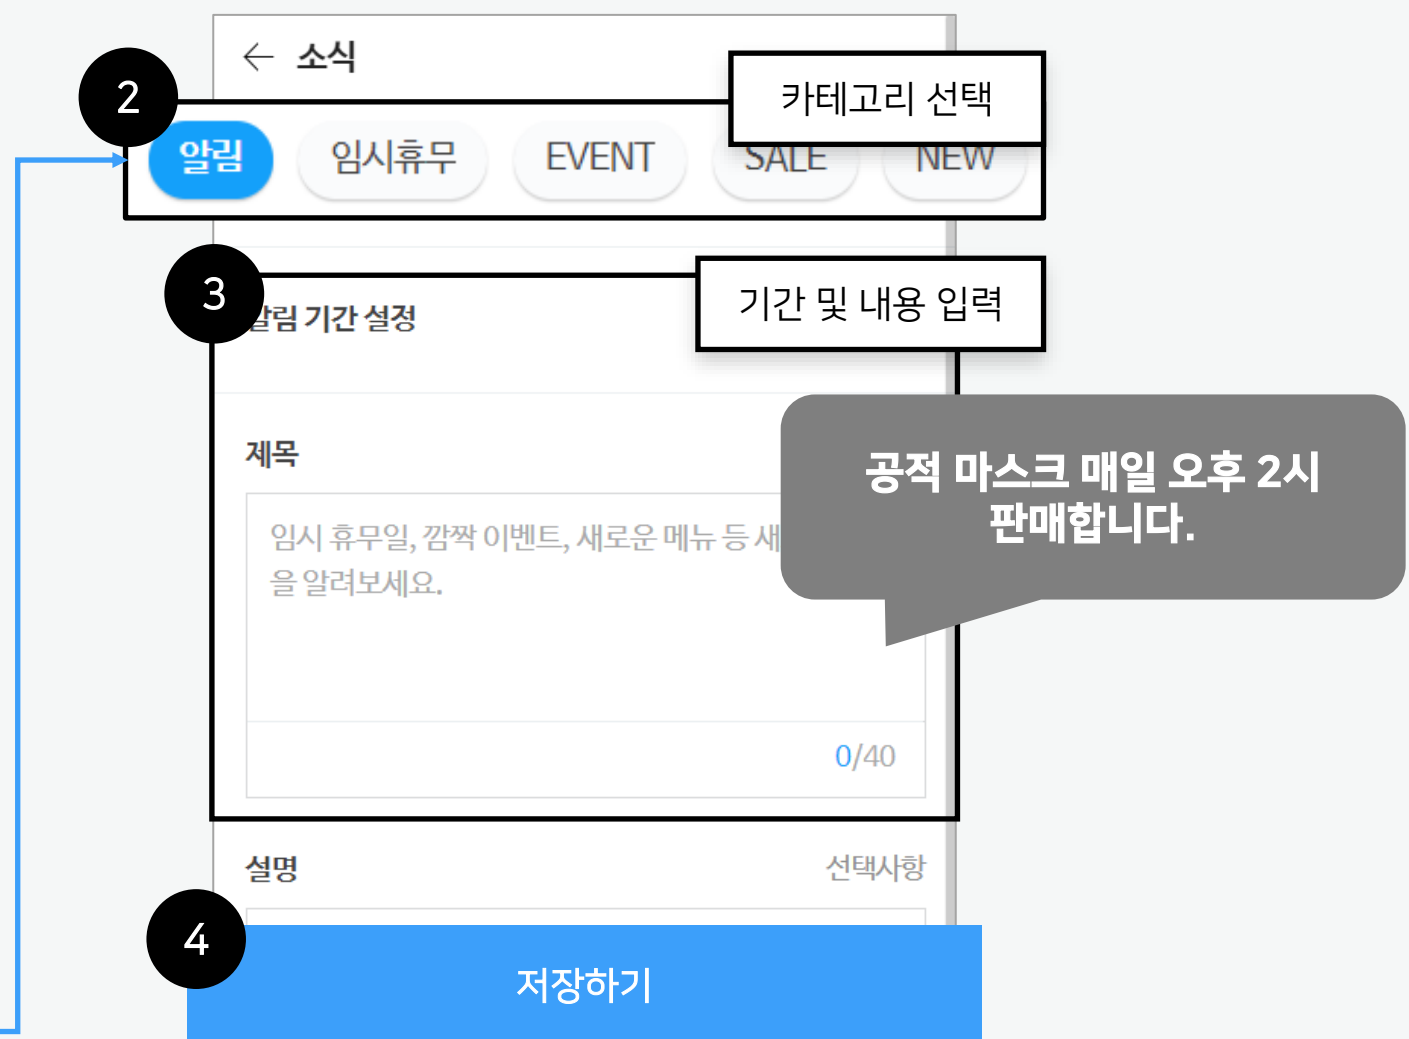 ← 소식
2
카테고리 선택
알림 임시휴무 EVENT SALE NEW
3
기간 및 내용 입력
알림 기간 설정
제목
공적 마스크 매일 오후 2시
판매합니다.
임시 휴무일, 깜짝 이벤트, 새로운 메뉴 등 새
을 알려보세요.
0/40
설명 선택사항
4
저장하기